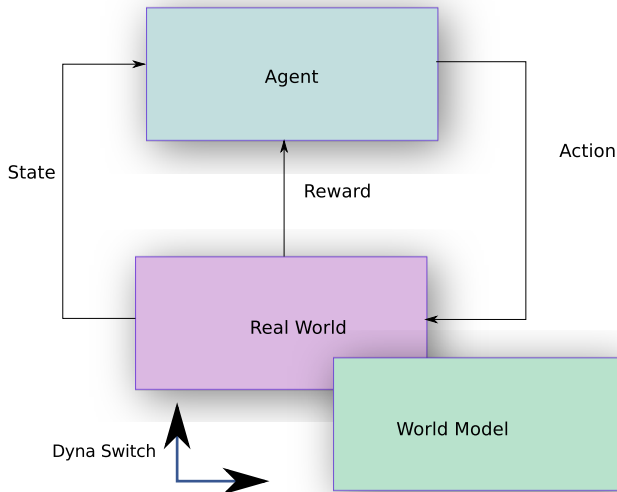 Agent
Action
State
Reward
Real World
World Model
Dyna Switch